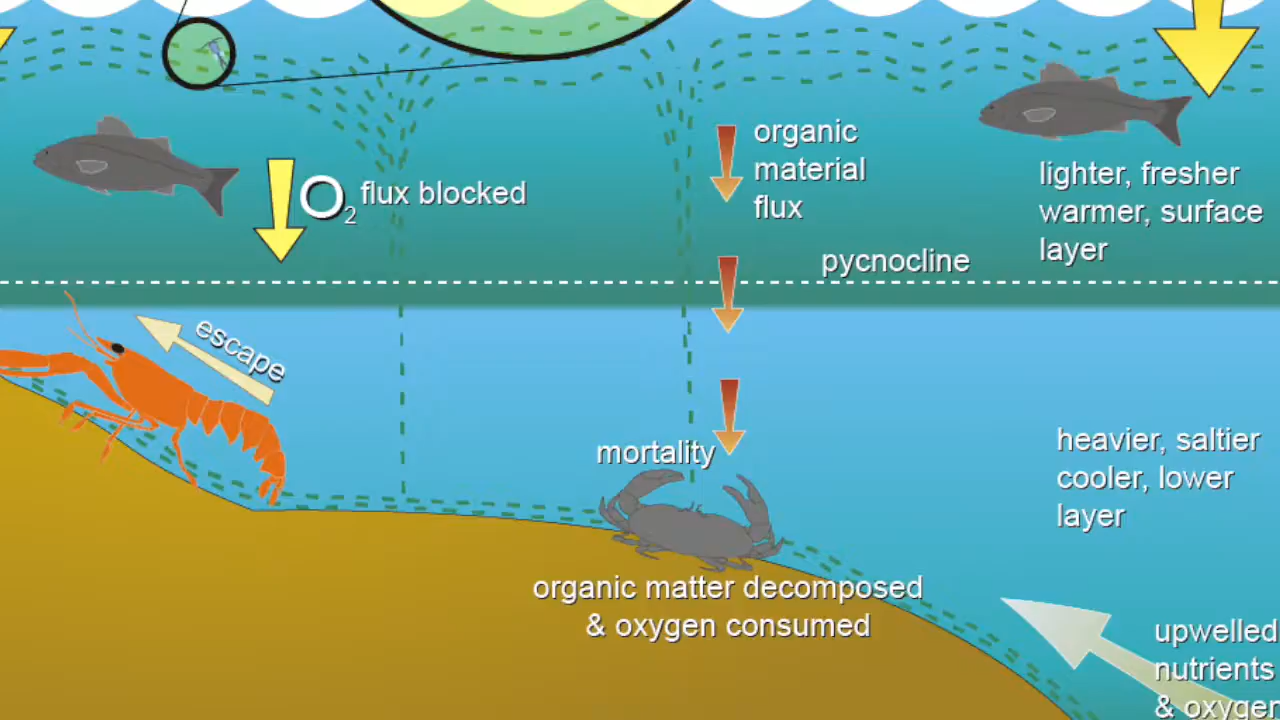 organic
material
flux
O2 flux blocked
lighter, fresher
warmer, surface
layer
pycnocline
escape
mortality
heavier, saltier
cooler, lower
layer
organic matter decomposed
& oxygen consumed
upwelled
nutrients
& oxygen